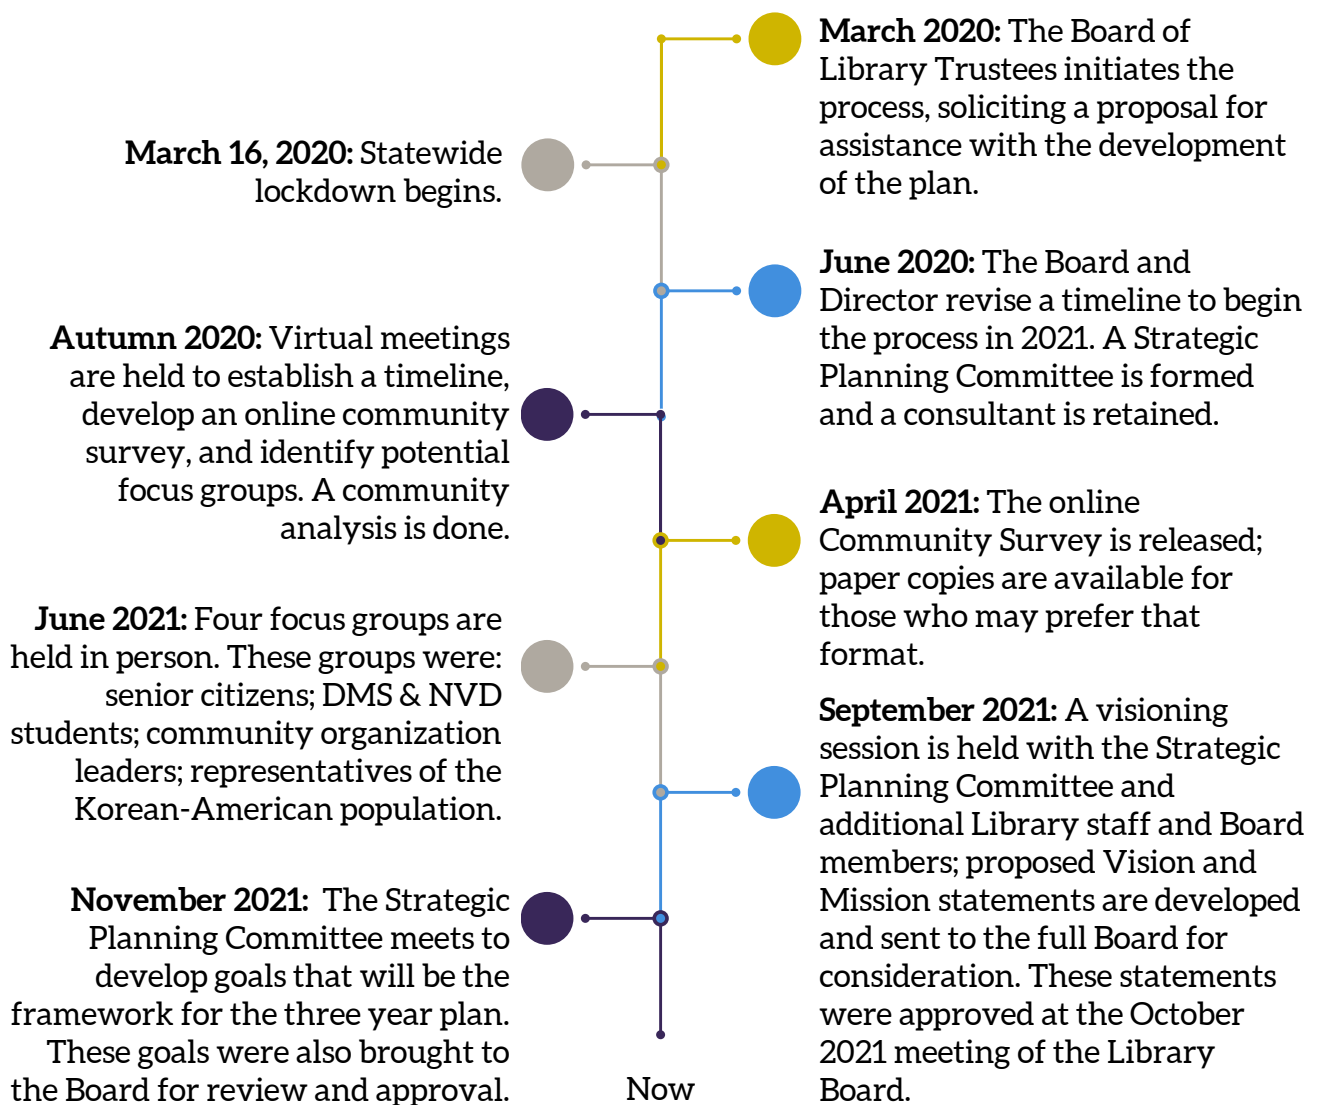 March 2020: The Board of
Library Trustees initiates the
process, soliciting a proposal for
assistance with the development
of the plan.
March 16, 2020: Statewide
lockdown begins.
June 2020: The Board and
Director revise a timeline to begin
the process in 2021. A Strategic
Planning Committee is formed
and a consultant is retained.
Autumn 2020: Virtual meetings
are held to establish a timeline,
develop an online community
survey, and identify potential
focus groups. A community
analysis is done.
April 2021: The online
Community Survey is released;
paper copies are available for
those who may prefer that
format.
June 2021: Four focus groups are
held in person. These groups were:
senior citizens; DMS & NVD
students; community organization
leaders; representatives of the
Korean-American population.
September 2021: A visioning
session is held with the Strategic
Planning Committee and
additional Library staff and Board
members; proposed Vision and
Mission statements are developed
and sent to the full Board for
consideration. These statements
were approved at the October
2021 meeting of the Library
Board.
November 2021: The Strategic
Planning Committee meets to
develop goals that will be the
framework for the three year plan.
These goals were also brought to
the Board for review and approval.
Now